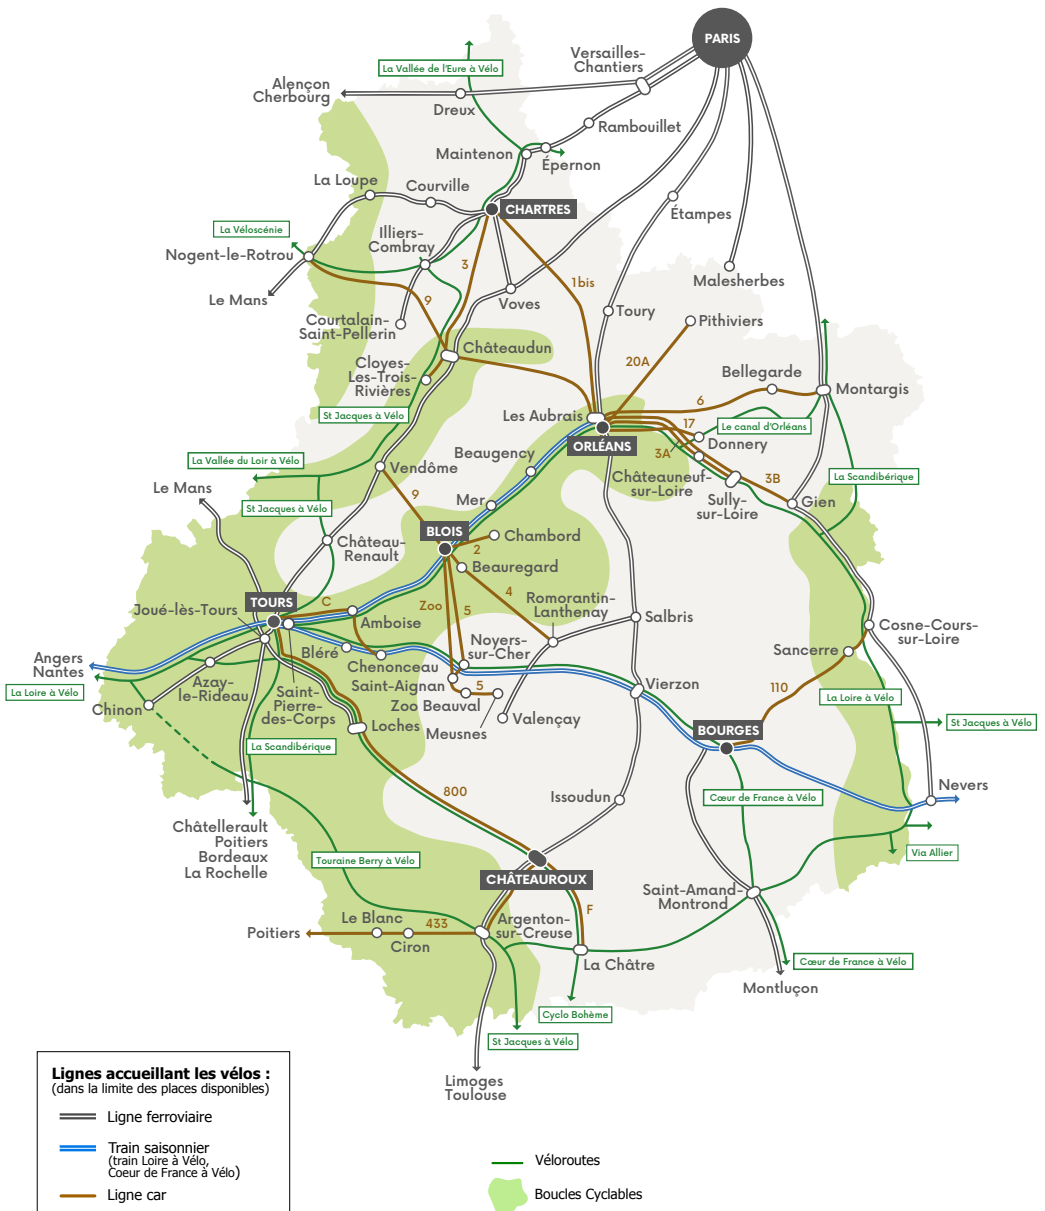 PARIS
Versailles-
Chantiers
La Vallée de l'Eure à Vélo
Alençon
Cherbourg
Dreux
Rambouillet
Maintenon
Épernon
La Loupe
Courville
CHARTRES
Étampes
La Véloscénie
Illiers-
Combray
Nogent-le-Rotrou
3
1bis
Malesherbes
Le Mans
9
Voves
Courtalain-
Saint-Pellerin
Toury
Pithiviers
Châteaudun
20A
Cloyes-
Les-Trois-
Rivières
Bellegarde
Montargis
6
St Jacques à Vélo
Les Aubrais
17
Le canal d'Orléans
ORLÉANS
Donnery
3A
Beaugency
La Vallée du Loir à Vélo
Vendôme
Châteauneuf-
sur-Loire
3B
La Scandibérique
Sully-
sur-Loire
Gien
Le Mans
St Jacques à Vélo
9
Mer
BLOIS
Chambord
2
Château-
Renault
Beauregard
4
Romorantin-
Lanthenay
TOURS
C
Zoo
5
Joué-lès-Tours
Amboise
Salbris
Cosne-Cours-
sur-Loire
Noyers-
sur-Cher
Bléré
Chenonceau
Sancerre
Angers
Nantes
Azay-
le-Rideau
Saint-Aignan
Zoo Beauval
5
Vierzon
110
La Loire à Vélo
La Loire à Vélo
Chinon
Saint-
Pierre-
des-Corps
Loches
Meusnes
Valençay
BOURGES
St Jacques à Vélo
La Scandibérique
800
Issoudun
Cœur de France à Vélo
Nevers
Châtellerault
Poitiers
Bordeaux
La Rochelle
Touraine Berry à Vélo
Via Allier
CHÂTEAUROUX
Saint-Amand-
Montrond
Le Blanc
433
Argenton-
sur-Creuse
F
Poitiers
Ciron
La Châtre
Cœur de France à Vélo
Montluçon
Cyclo Bohème
St Jacques à Vélo
Limoges
Toulouse
Lignes accueillant les vélos :
(dans la limite des places disponibles)
Ligne ferroviaire
Train saisonnier
(train Loire à Vélo,
Coeur de France à Vélo)
Ligne car
Véloroutes
Boucles Cyclables